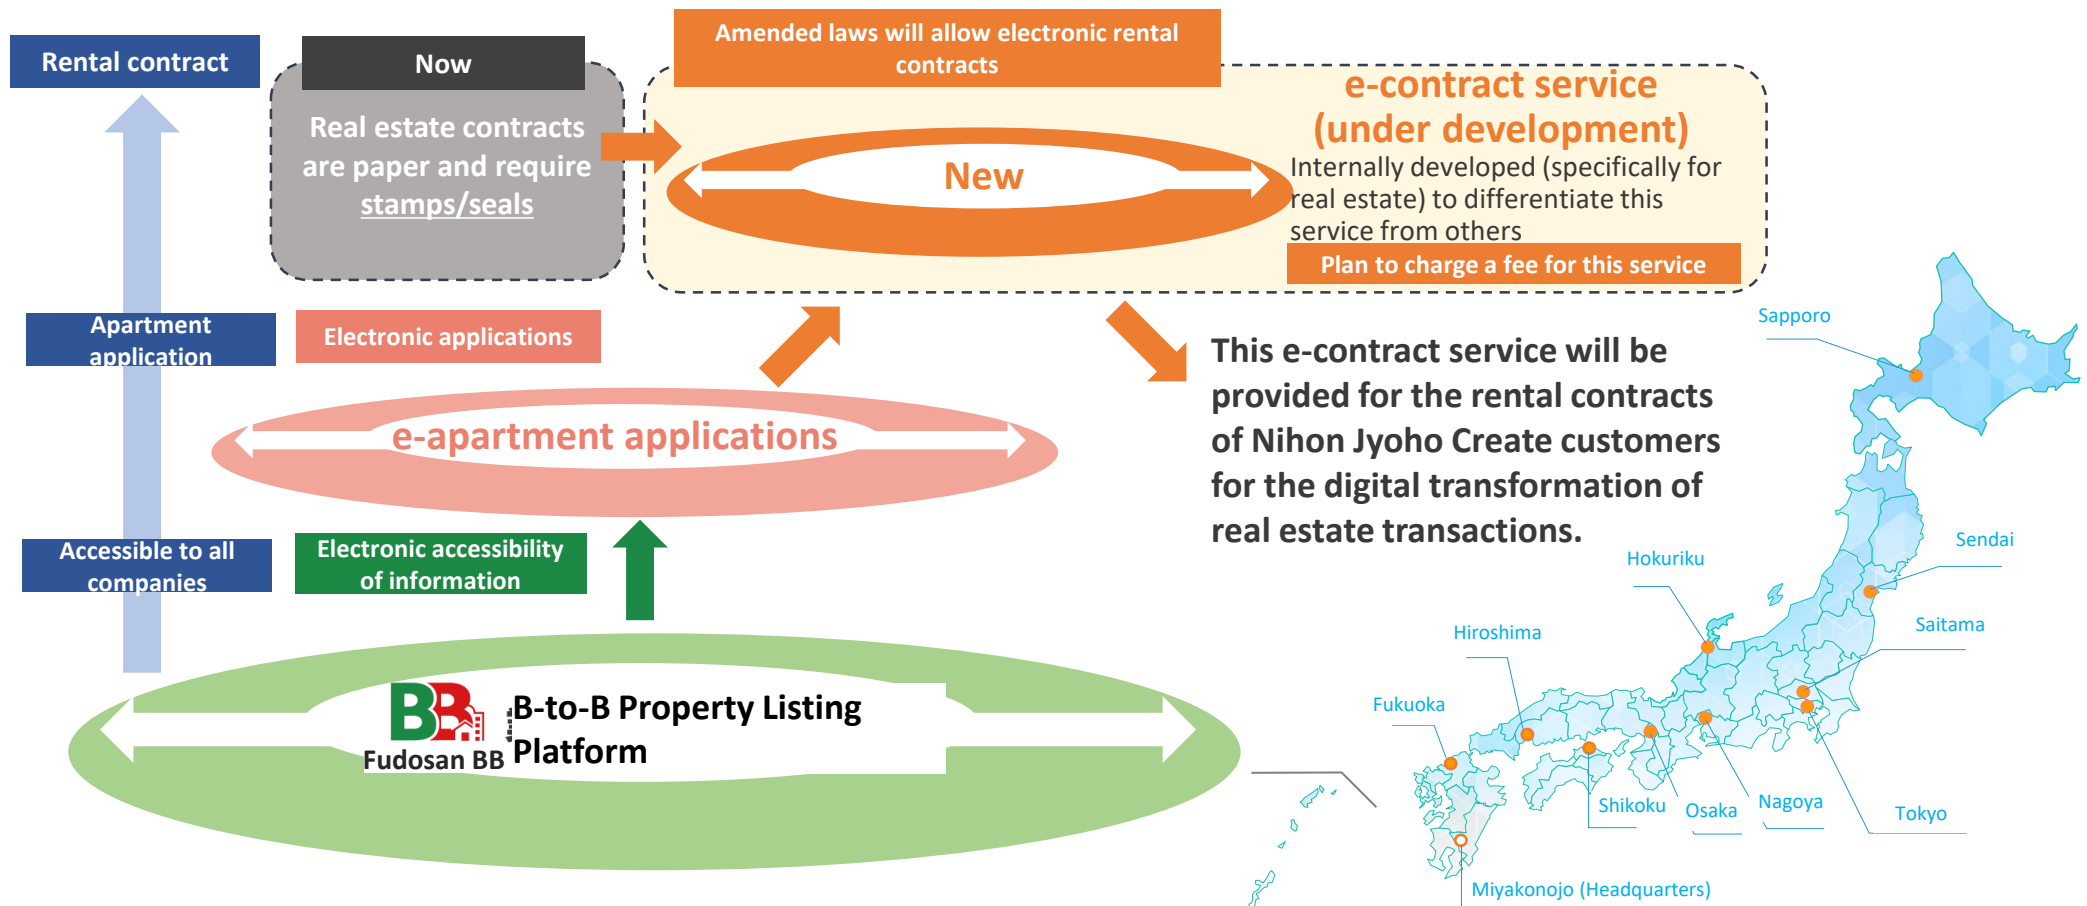 Rental contract
Now
Real estate contracts
are paper and require
stamps/seals
Amended laws will allow electronic rental
contracts
New
e-contract service
(under development)
Internally developed (specifically for
real estate) to differentiate this
service from others
Plan to charge a fee for this service
Apartment
application
Electronic applications
e-apartment applications
This e-contract service will be
provided for the rental contracts
of Nihon Jyoho Create customers
for the digital transformation of
real estate transactions.
Accessible to all
companies
Electronic accessibility
of information
BB
Fudosan BB
B-to-B Property Listing
Platform
Sapporo
Sendai
Hokuriku
Saitama
Hiroshima
Fukuoka
Shikoku
Osaka
Nagoya
Tokyo
Miyakonojo (Headquarters)